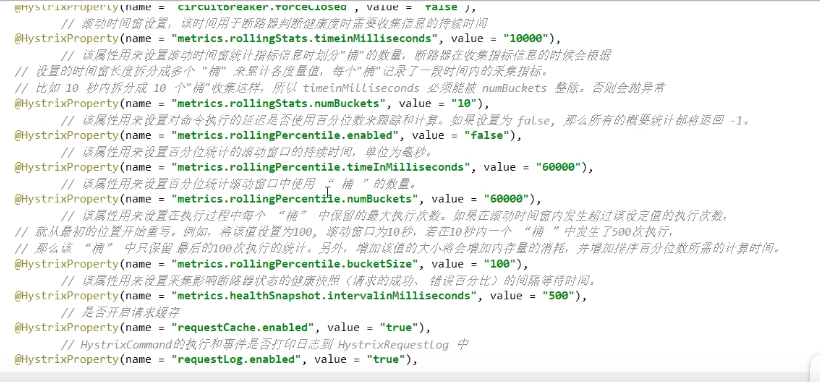 @HystrixProperty(name = "circuitBreaker.forceClosed", value = "false"),
// 滚动时间窗设置，该时间用于断路器判断健康度时需要收集信息的持续时间
@HystrixProperty(name = "metrics.rollingStats.timeinMilliseconds", value = "10000"),
// 该属性用来设置滚动时间窗统计指标信息时划分"桶"的数量，断路器在收集指标信息的时候会根据
// 设置的时间窗长度拆分成多个 "桶" 来累计各度量值，每个"桶"记录了一段时间内的采集指标。
// 比如 10 秒内拆分成 10 个"桶"收集这样，所以 timeinMilliseconds 必须能被 numBuckets 整除。否则会抛异常
@HystrixProperty(name = "metrics.rollingStats.numBuckets", value = "10"),
// 该属性用来设置对命令执行的延迟是否使用百分位数来跟踪和计算。如果设置为 false, 那么所有的概要统计都将返回 -1。
@HystrixProperty(name = "metrics.rollingPercentile.enabled", value = "false"),
// 该属性用来设置百分位统计的滚动窗口的持续时间，单位为毫秒。
@HystrixProperty(name = "metrics.rollingPercentile.timeInMilliseconds", value = "60000"),
// 该属性用来设置百分位统计滚动窗口中使用 “ 桶 ”的数量。
@HystrixProperty(name = "metrics.rollingPercentile.numBuckets", value = "60000"),
// 该属性用来设置在执行过程中每个 “桶” 中保留的最大执行次数。如果在滚动时间窗内发生超过该设定值的执行次数，
// 就从最初的位置开始重写。例如，将该值设置为100, 滚动窗口为10秒，若在10秒内一个 “桶 ”中发生了500次执行，
// 那么该 “桶” 中只保留 最后的100次执行的统计。另外，增加该值的大小将会增加内存量的消耗，并增加排序百分位数所需的计算时间。
@HystrixProperty(name = "metrics.rollingPercentile.bucketSize", value = "100"),
// 该属性用来设置采集影响断路器状态的健康快照（请求的成功、 错误百分比）的间隔等待时间。
@HystrixProperty(name = "metrics.healthSnapshot.intervalinMilliseconds", value = "500"),
// 是否开启请求缓存
@HystrixProperty(name = "requestCache.enabled", value = "true"),
// HystrixCommand的执行和事件是否打印日志到 HystrixRequestLog 中
@HystrixProperty(name = "requestLog.enabled", value = "true"),